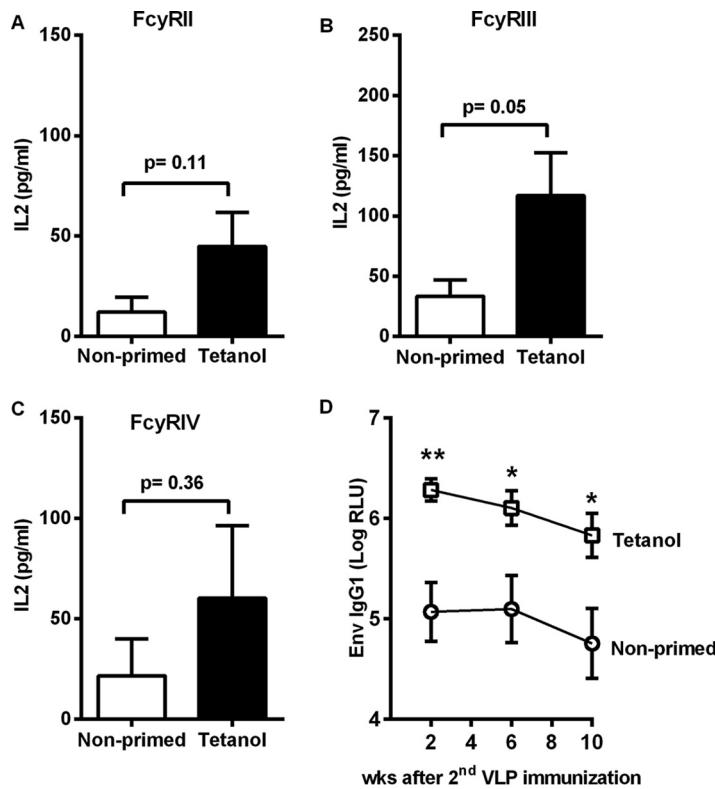 A
FcyRII
150
100
50
0
IL2 (pg/ml)
p= 0.11
Non-primed Tetanol
B
FcyRIII
250
200
150
100
50
0
IL2 (pg/ml)
p= 0.05
Non-primed Tetanol
C
FcyRIV
150
100
50
0
IL2 (pg/ml)
p= 0.36
Non-primed Tetanol
D
7
6
5
4
Env IgG1 (Log RLU)
**
*
*
Tetanol
Non-primed
2 4 6 8 10
wks after 2nd VLP immunization